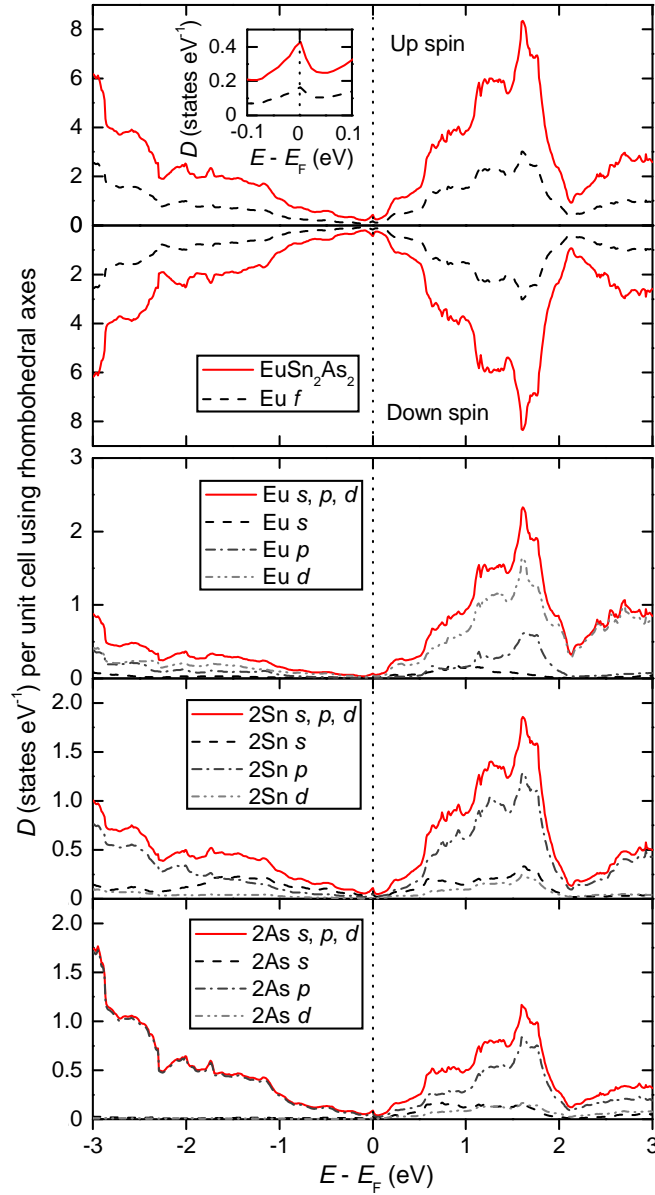 D (states eV⁻¹) per unit cell using rhombohedral axes
8
6
4
2
0
Up spin
D (states eV⁻¹)
0.4
0.2
0
-0.1 0 0.1
E - E_F (eV)
0
2
4
6
8
EuSn₂As₂
Eu f
Down spin
3
2
1
0
Eu s, p, d
Eu s
Eu p
Eu d
2.0
1.5
1.0
0.5
0
2Sn s, p, d
2Sn s
2Sn p
2Sn d
2.0
1.5
1.0
0.5
0
2As s, p, d
2As s
2As p
2As d
-3 -2 -1 0 1 2 3
E - E_F (eV)